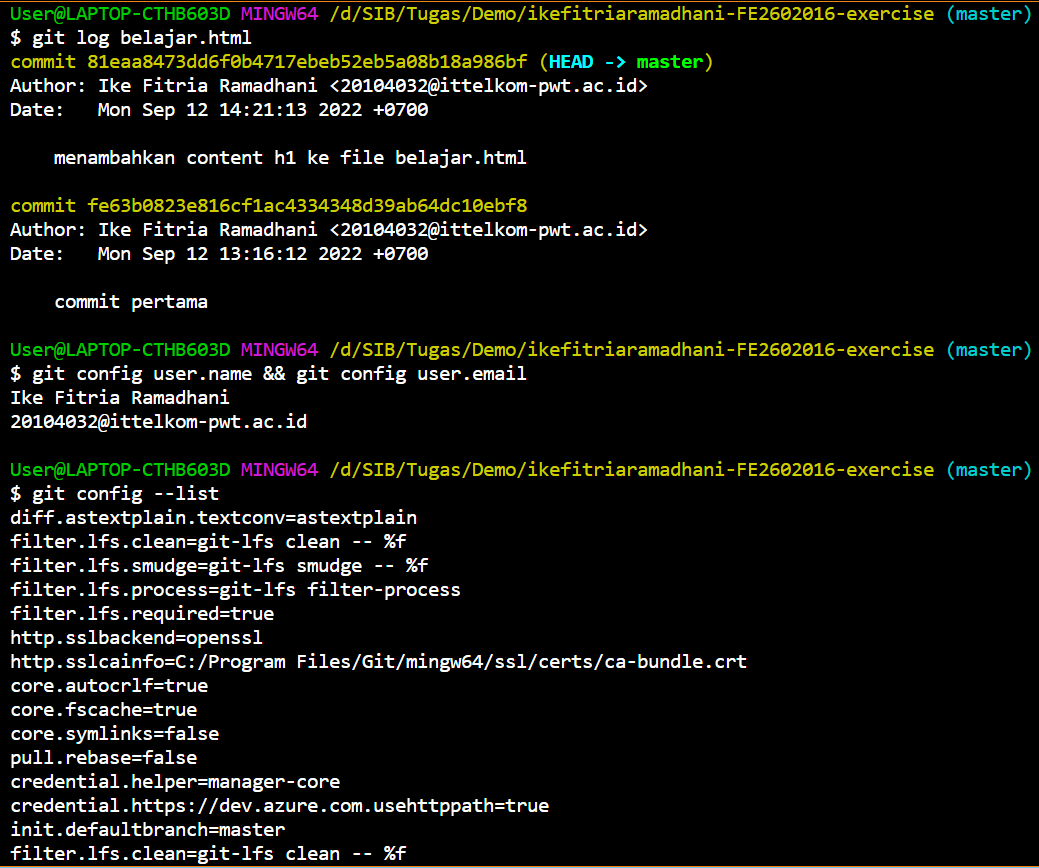 User@LAPTOP-CTHB603D MINGW64 /d/SIB/Tugas/Demo/ikefitriaramadhani-FE2602016-exercise (master)
$ git log belajar.html
commit 81eaa8473dd6f0b4717ebeb52eb5a08b18a986bf (HEAD -> master)
Author: Ike Fitria Ramadhani <20104032@ittelkom-pwt.ac.id>
Date:   Mon Sep 12 14:21:13 2022 +0700
    menambahkan content h1 ke file belajar.html
commit fe63b0823e816cf1ac4334348d39ab64dc10ebf8
Author: Ike Fitria Ramadhani <20104032@ittelkom-pwt.ac.id>
Date:   Mon Sep 12 13:16:12 2022 +0700
    commit pertama
User@LAPTOP-CTHB603D MINGW64 /d/SIB/Tugas/Demo/ikefitriaramadhani-FE2602016-exercise (master)
$ git config user.name && git config user.email
Ike Fitria Ramadhani
20104032@ittelkom-pwt.ac.id
User@LAPTOP-CTHB603D MINGW64 /d/SIB/Tugas/Demo/ikefitriaramadhani-FE2602016-exercise (master)
$ git config --list
diff.astextplain.textconv=astextplain
filter.lfs.clean=git-lfs clean -- %f
filter.lfs.smudge=git-lfs smudge -- %f
filter.lfs.process=git-lfs filter-process
filter.lfs.required=true
http.sslbackend=openssl
http.sslcainfo=C:/Program Files/Git/mingw64/ssl/certs/ca-bundle.crt
core.autocrlf=true
core.fscache=true
core.symlinks=false
pull.rebase=false
credential.helper=manager-core
credential.https://dev.azure.com.usehttppath=true
init.defaultbranch=master
filter.lfs.clean=git-lfs clean -- %f